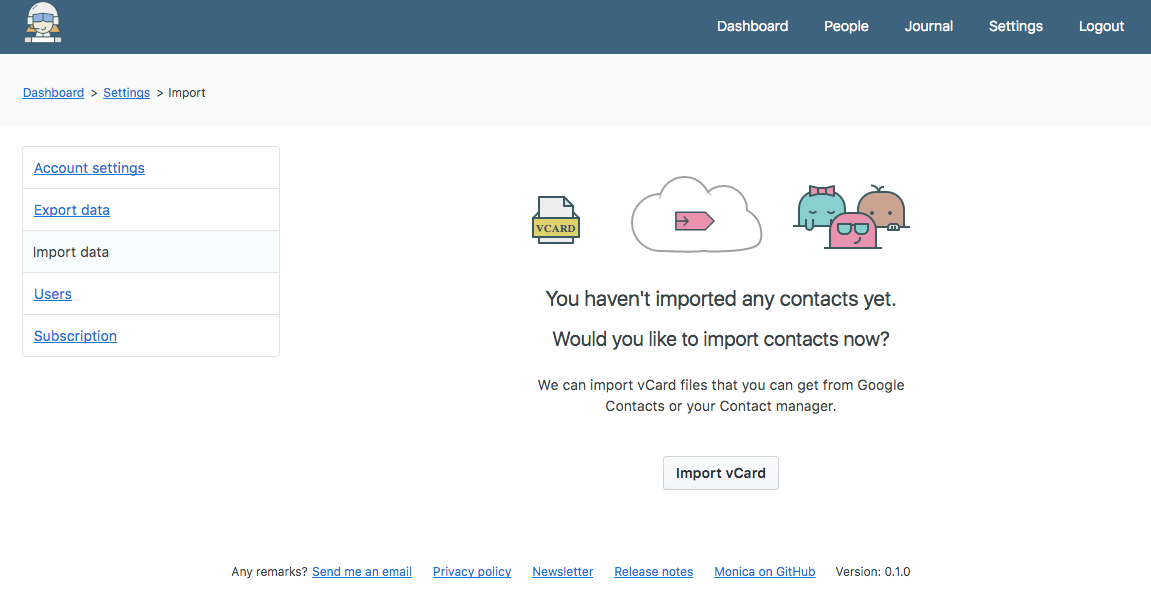 Dashboard People Journal Settings Logout
Dashboard > Settings > Import
Account settings
Export data
Import data
Users
Subscription
VCARD
You haven't imported any contacts yet.
Would you like to import contacts now?
We can import vCard files that you can get from Google
Contacts or your Contact manager.
Import vCard
Any remarks? Send me an email Privacy policy Newsletter Release notes Monica on GitHub Version: 0.1.0